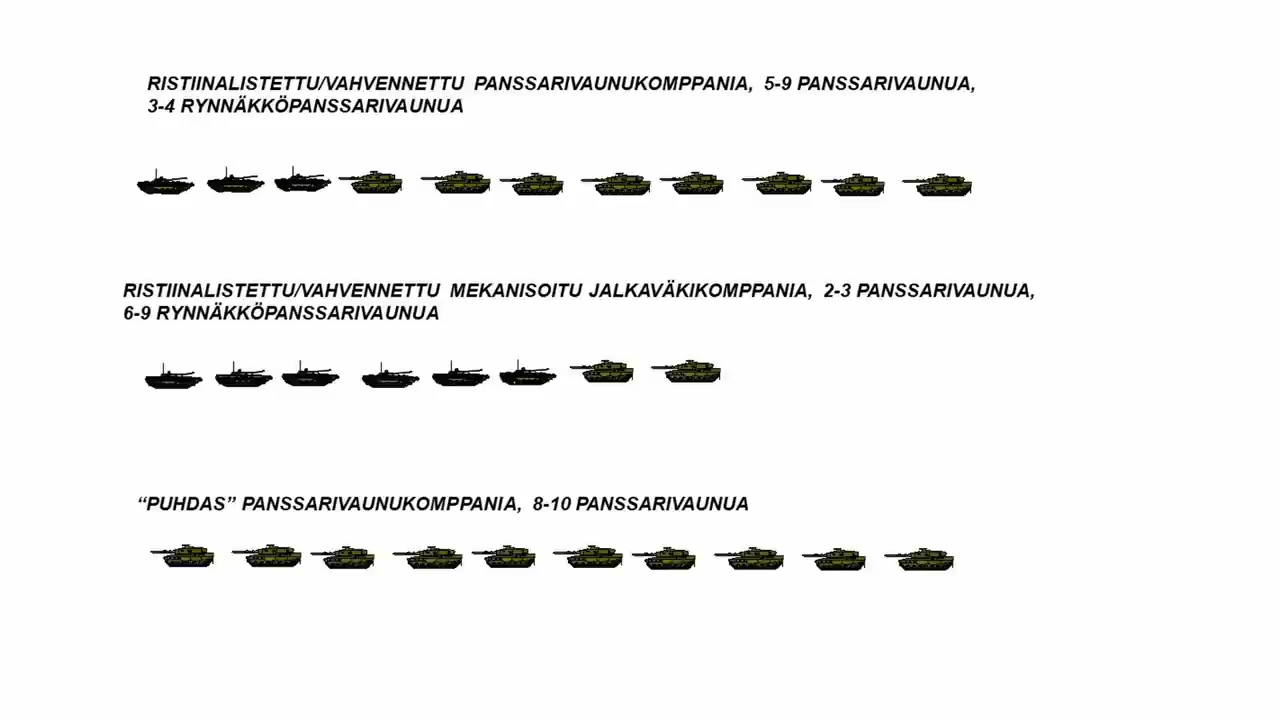 RISTIINALISTETTU/VAHVENNETTU PANSSARIVAUNUKOMPPANIA, 5-9 PANSSARIVAUNUA,
3-4 RYNNÄKKÖPANSSARIVAUNUA
RISTIINALISTETTU/VAHVENNETTU MEKANISOITU JALKAVÄKIKOMPPANIA, 2-3 PANSSARIVAUNUA,
6-9 RYNNÄKKÖPANSSARIVAUNUA
“PUHDAS” PANSSARIVAUNUKOMPPANIA, 8-10 PANSSARIVAUNUA